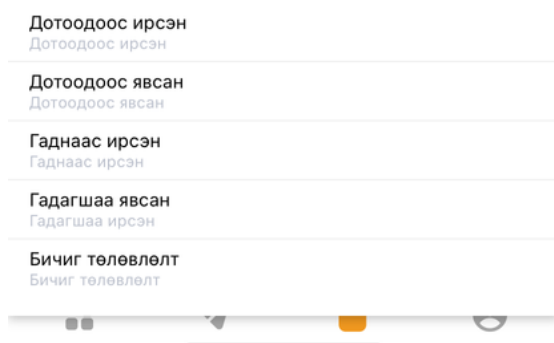 Дотоодоос ирсэн
Дотоодоос ирсэн
Дотоодоос явсан
Дотоодоос явсан
Гаднаас ирсэн
Гаднаас ирсэн
Гадагшаа явсан
Гадагшаа ирсэн
Бичиг төлөвлөлт
Бичиг төлөвлөлт